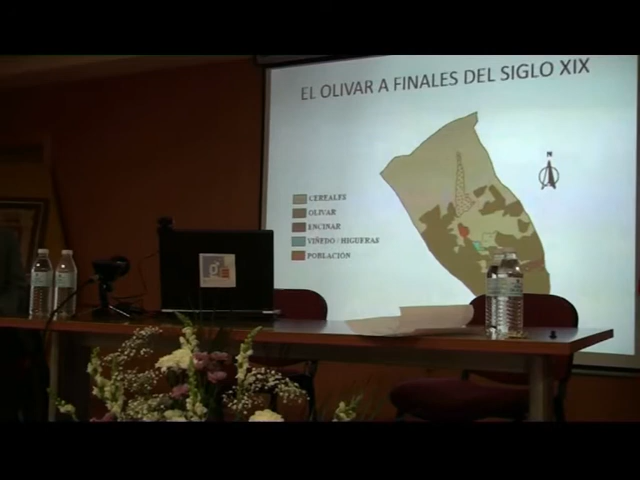 EL OLIVAR A FINALES DEL SIGLO XIX
N
CEREALES
OLIVAR
ENCINAR
VIÑEDO / HIGUERAS
POBLACIÓN